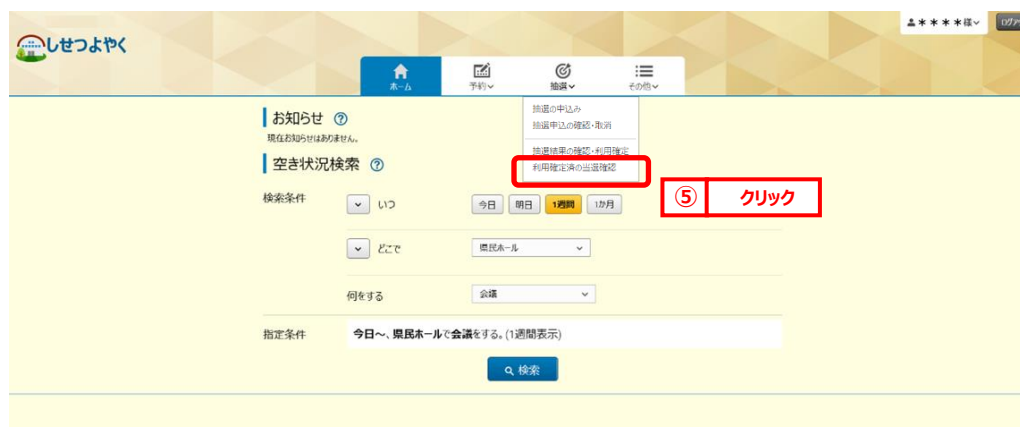 しせつよやく
＊＊＊＊様
ホーム 予約 抽選 その他
抽選の申込み
抽選申込の確認・取消
抽選結果の確認・利用確定
利用確定済の当選確認
お知らせ ?
現在お知らせはありません。
空き状況検索 ?
⑤ クリック
検索条件 いつ 今日 明日 1週間 1か月
どこで 県民ホール
何をする 会議
指定条件 今日～、県民ホールで会議をする。(1週間表示)
検索